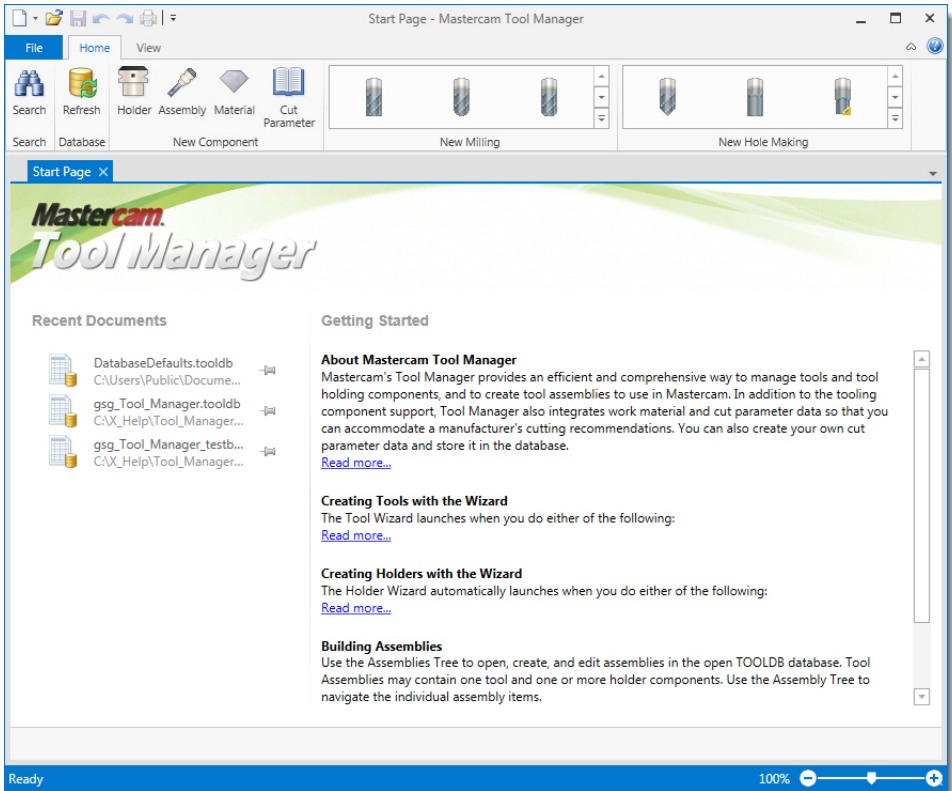 Start Page - Mastercam Tool Manager
File Home View
Search Refresh Holder Assembly Material Cut Parameter
Search Database New Component New Milling New Hole Making
Start Page
Mastercam.
Tool Manager
Recent Documents
DatabaseDefaults.tooldb
C:\Users\Public\Docume...
gsg_Tool_Manager.tooldb
C:\X_Help\Tool_Manager...
gsg_Tool_Manager_testb...
C:\X_Help\Tool_Manager...
Getting Started
About Mastercam Tool Manager
Mastercam's Tool Manager provides an efficient and comprehensive way to manage tools and tool
holding components, and to create tool assemblies to use in Mastercam. In addition to the tooling
component support, Tool Manager also integrates work material and cut parameter data so that you
can accommodate a manufacturer's cutting recommendations. You can also create your own cut
parameter data and store it in the database.
Read more...
Creating Tools with the Wizard
The Tool Wizard launches when you do either of the following:
Read more...
Creating Holders with the Wizard
The Holder Wizard automatically launches when you do either of the following:
Read more...
Building Assemblies
Use the Assemblies Tree to open, create, and edit assemblies in the open TOOLDB database. Tool
Assemblies may contain one tool and one or more holder components. Use the Assembly Tree to
navigate the individual assembly items.
Ready 100%